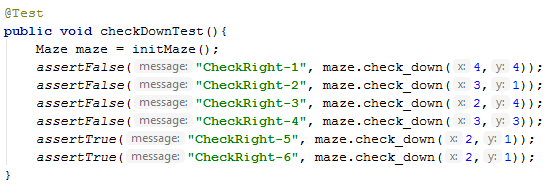 @Test
public void checkDownTest(){
Maze maze = initMaze();
assertFalse( message: "CheckRight-1", maze.check_down( x: 4, y: 4));
assertFalse( message: "CheckRight-2", maze.check_down( x: 3, y: 1));
assertFalse( message: "CheckRight-3", maze.check_down( x: 2, y: 4));
assertFalse( message: "CheckRight-4", maze.check_down( x: 3, y: 3));
assertTrue( message: "CheckRight-5", maze.check_down( x: 2, y: 1));
assertTrue( message: "CheckRight-6", maze.check_down( x: 2, y: 1));
}